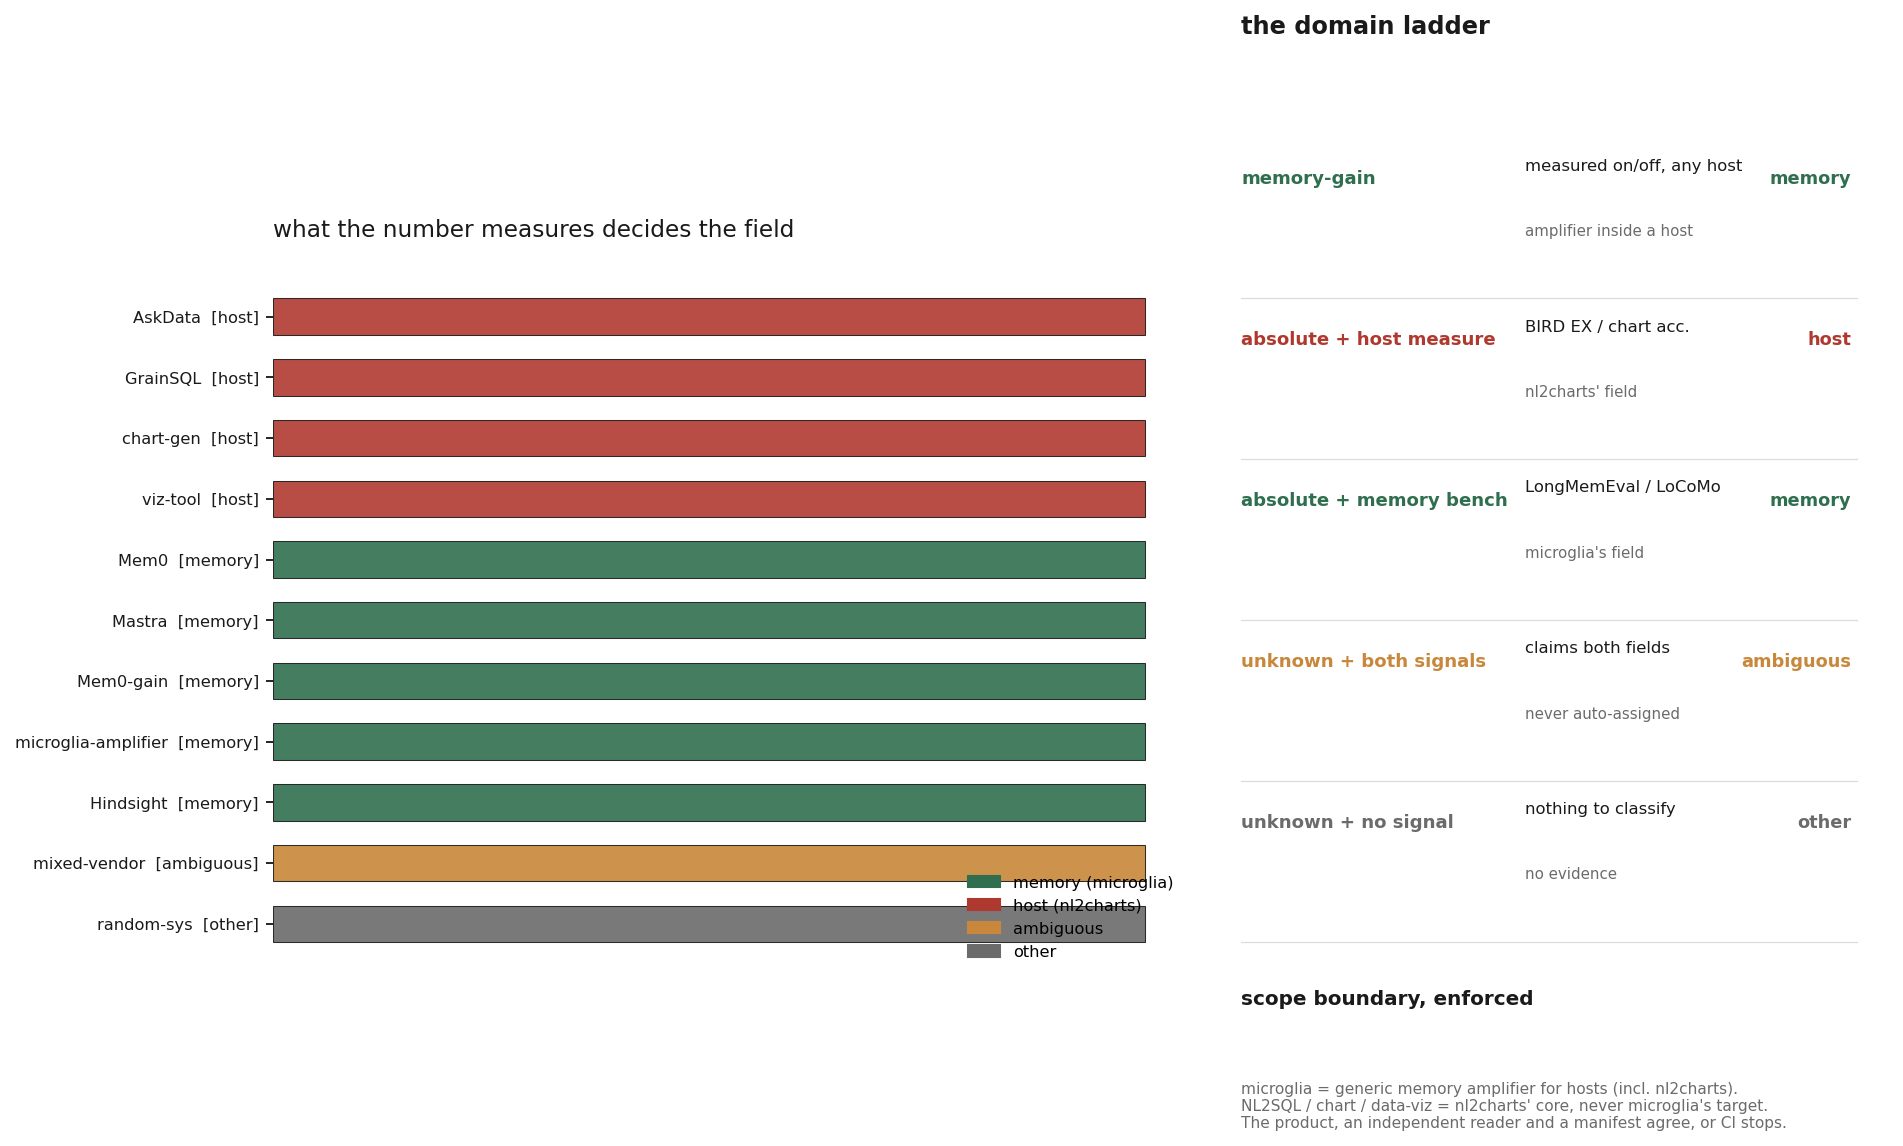 the domain ladder
what the number measures decides the field
AskData [host]
GrainSQL [host]
chart-gen [host]
viz-tool [host]
Mem0 [memory]
Mastra [memory]
Mem0-gain [memory]
microglia-amplifier [memory]
Hindsight [memory]
mixed-vendor [ambiguous]
random-sys [other]
memory (microglia)
host (nl2charts)
ambiguous
other
memory-gain
measured on/off, any host
memory
amplifier inside a host
absolute + host measure
BIRD EX / chart acc.
host
nl2charts' field
absolute + memory bench
LongMemEval / LoCoMo
memory
microglia's field
unknown + both signals
claims both fields
ambiguous
never auto-assigned
unknown + no signal
nothing to classify
other
no evidence
scope boundary, enforced
microglia = generic memory amplifier for hosts (incl. nl2charts).
NL2SQL / chart / data-viz = nl2charts' core, never microglia's target.
The product, an independent reader and a manifest agree, or CI stops.